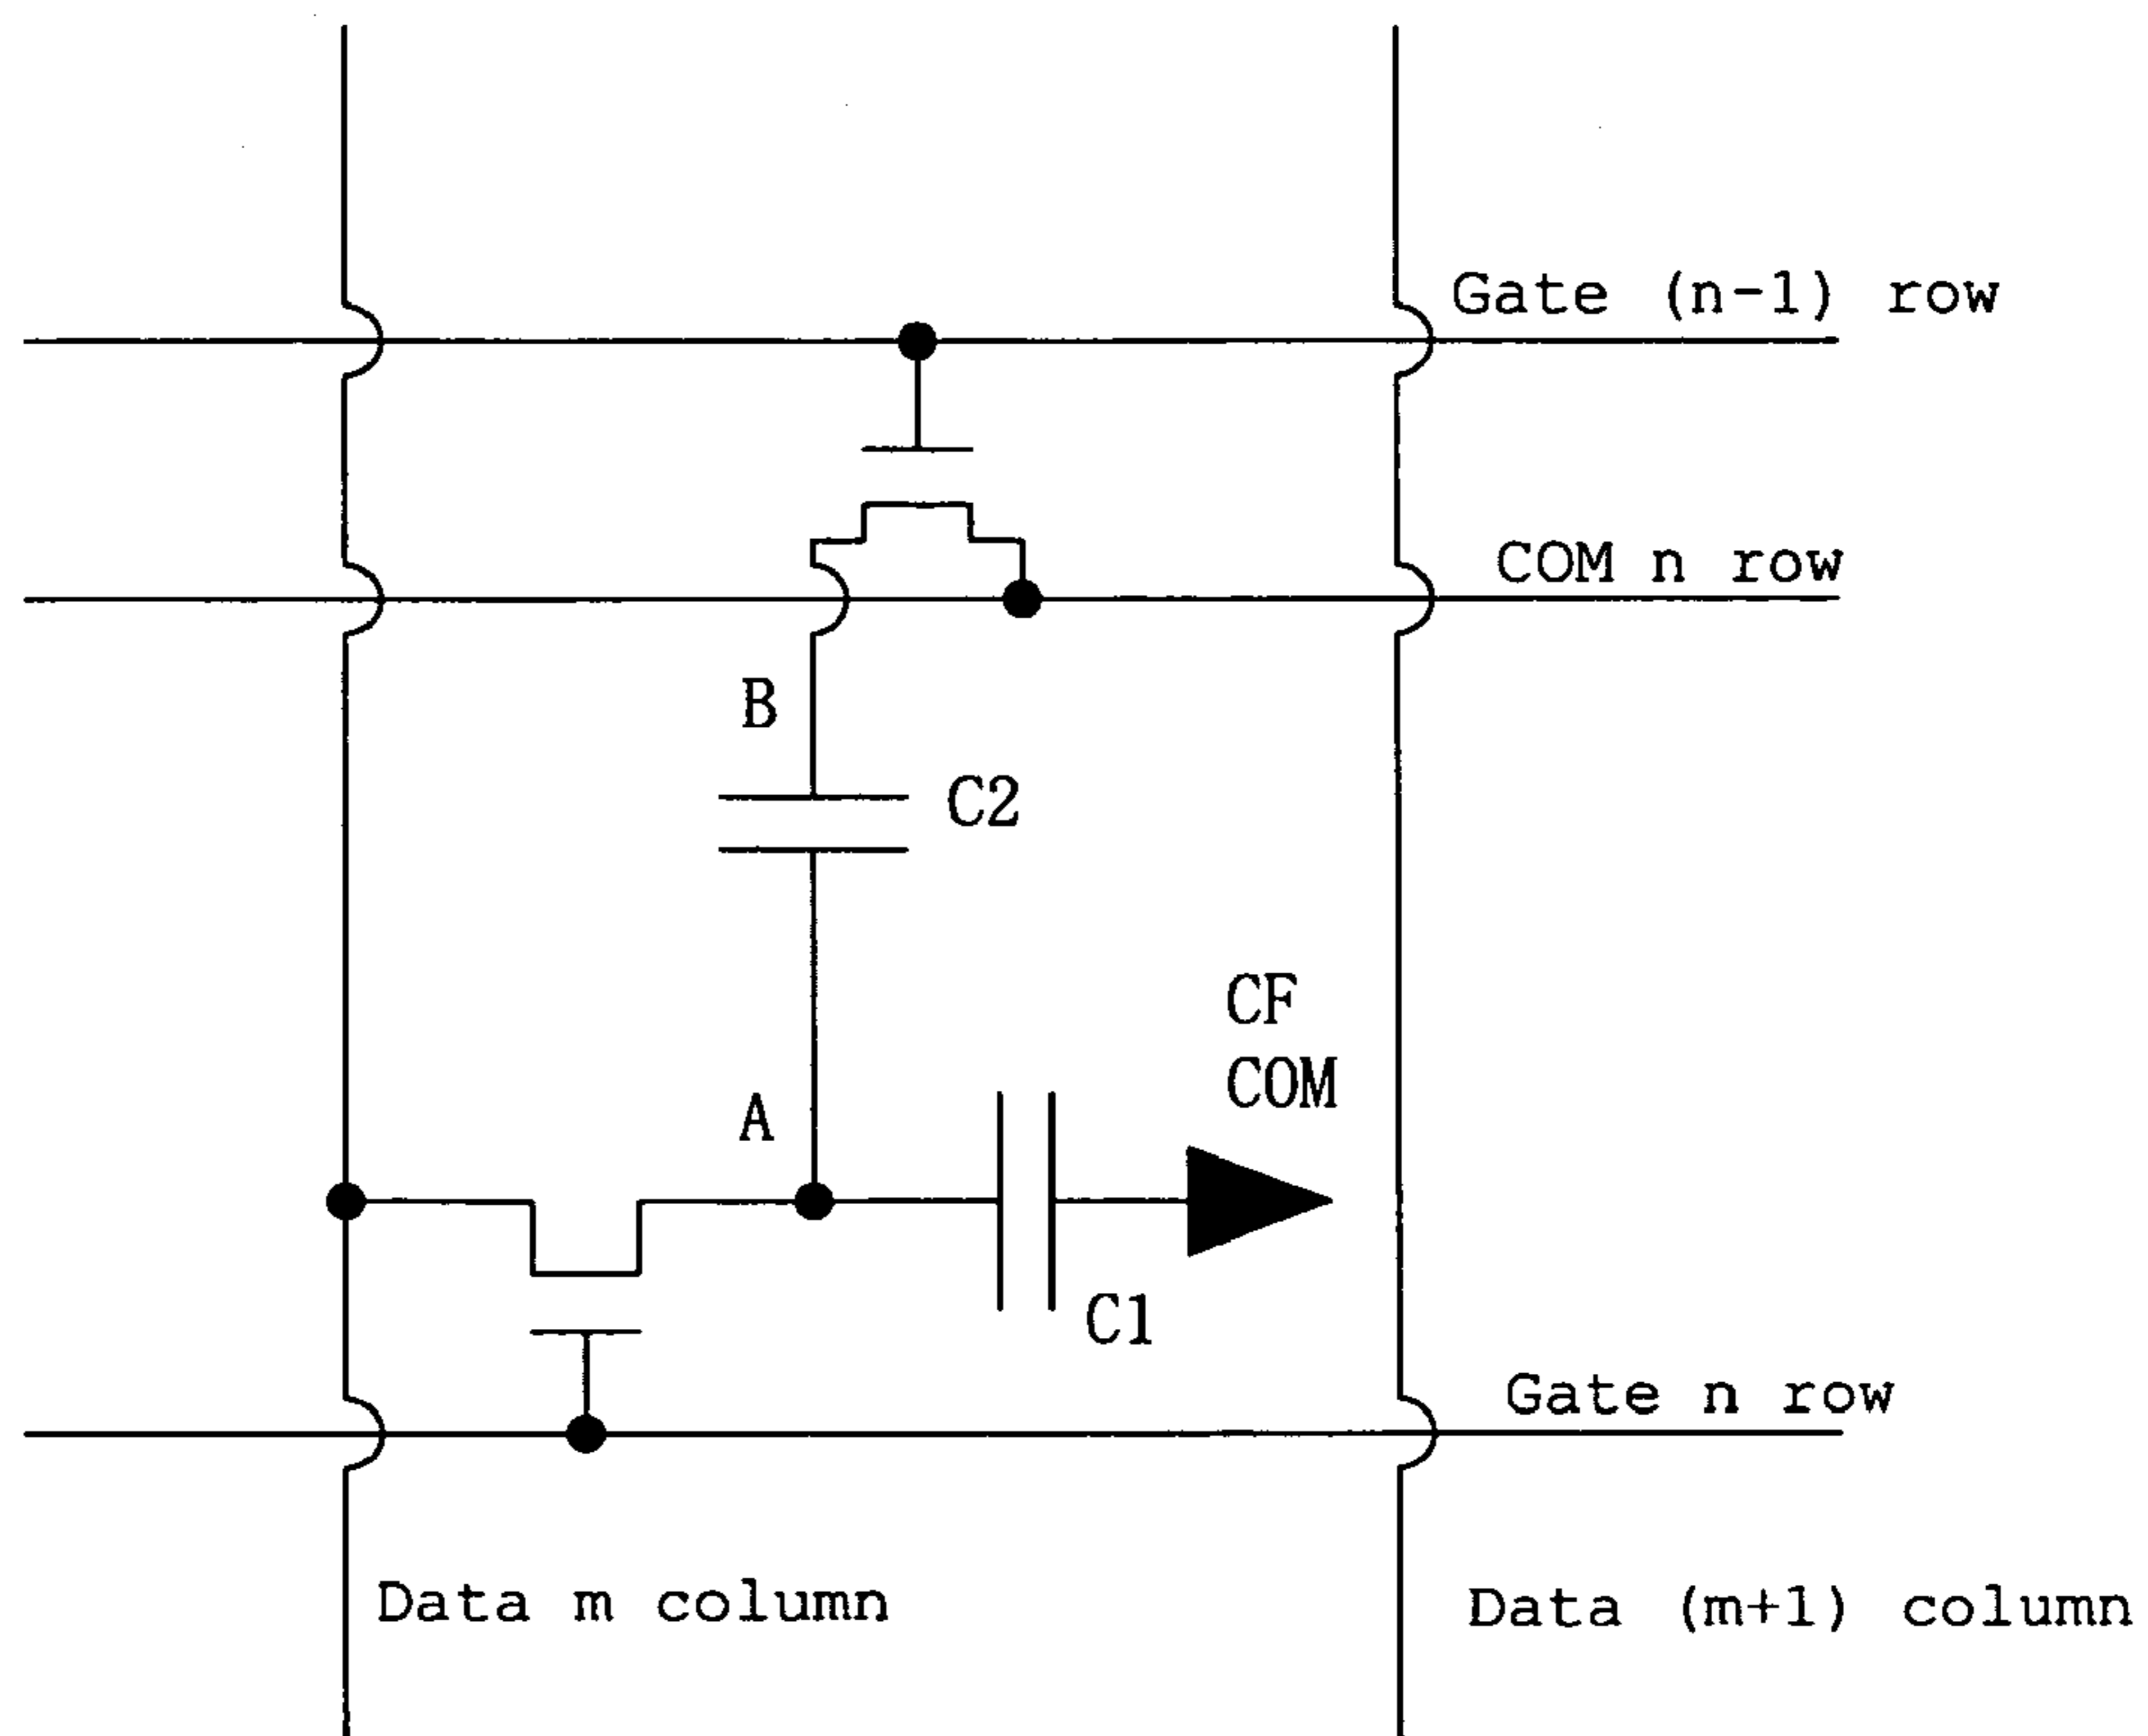 Gate (n-1) row
COM n row
B
C2
CF
COM
A
C1
Gate n row
Data m column
Data (m+1) column